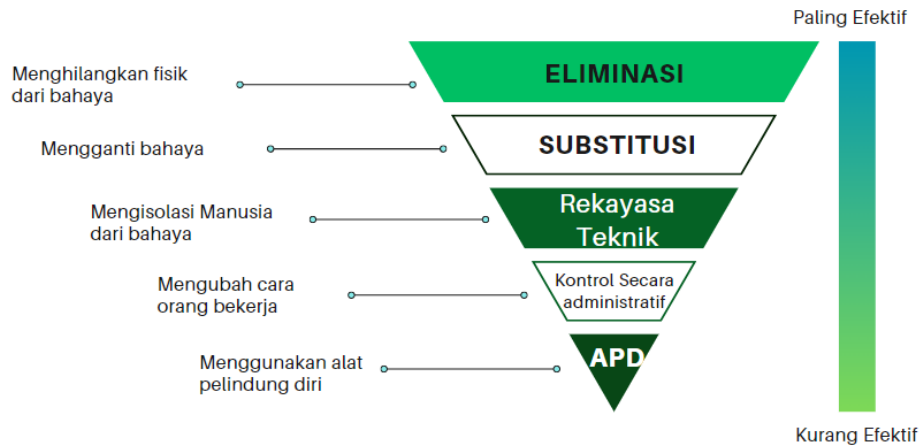 Paling Efektif
Menghilangkan fisik
dari bahaya
ELIMINASI
Mengganti bahaya
SUBSTITUSI
Mengisolasi Manusia
dari bahaya
Rekayasa
Teknik
Mengubah cara
orang bekerja
Kontrol Secara
administratif
Menggunakan alat
pelindung diri
APD
Kurang Efektif